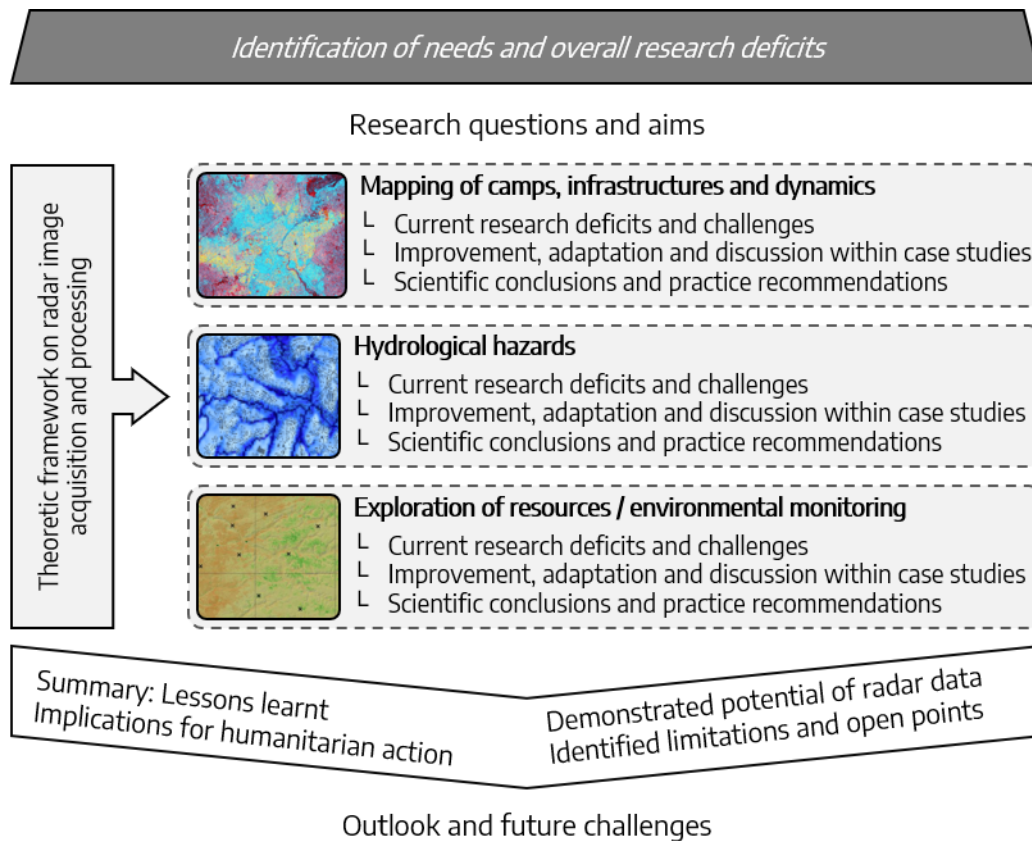 Identification of needs and overall research deficits
Research questions and aims
Theoretic framework on radar image
acquisition and processing
Mapping of camps, infrastructures and dynamics
└ Current research deficits and challenges
└ Improvement, adaptation and discussion within case studies
└ Scientific conclusions and practice recommendations
Hydrological hazards
└ Current research deficits and challenges
└ Improvement, adaptation and discussion within case studies
└ Scientific conclusions and practice recommendations
Exploration of resources / environmental monitoring
└ Current research deficits and challenges
└ Improvement, adaptation and discussion within case studies
└ Scientific conclusions and practice recommendations
Summary: Lessons learnt
Implications for humanitarian action
Demonstrated potential of radar data
Identified limitations and open points
Outlook and future challenges